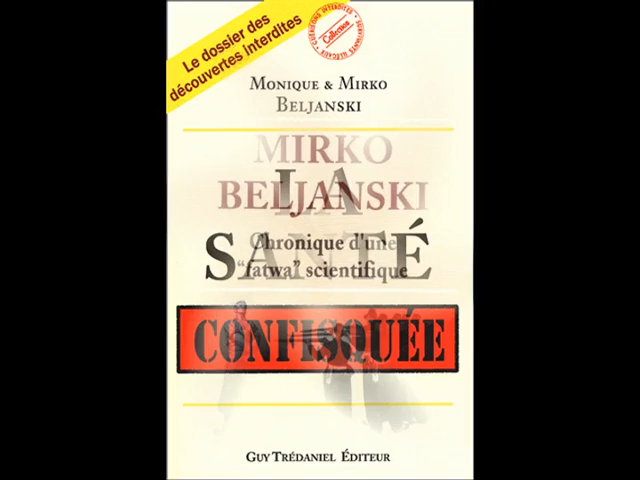 Le dossier des
découvertes interdites
Collection
MONIQUE & MIRKO
BELJANSKI
MIRKO
BELJANSKI
LA
SANTÉ
Chronique d'une
"fatwa" scientifique
CONFISQUÉE
GUY TRÉDANIEL ÉDITEUR